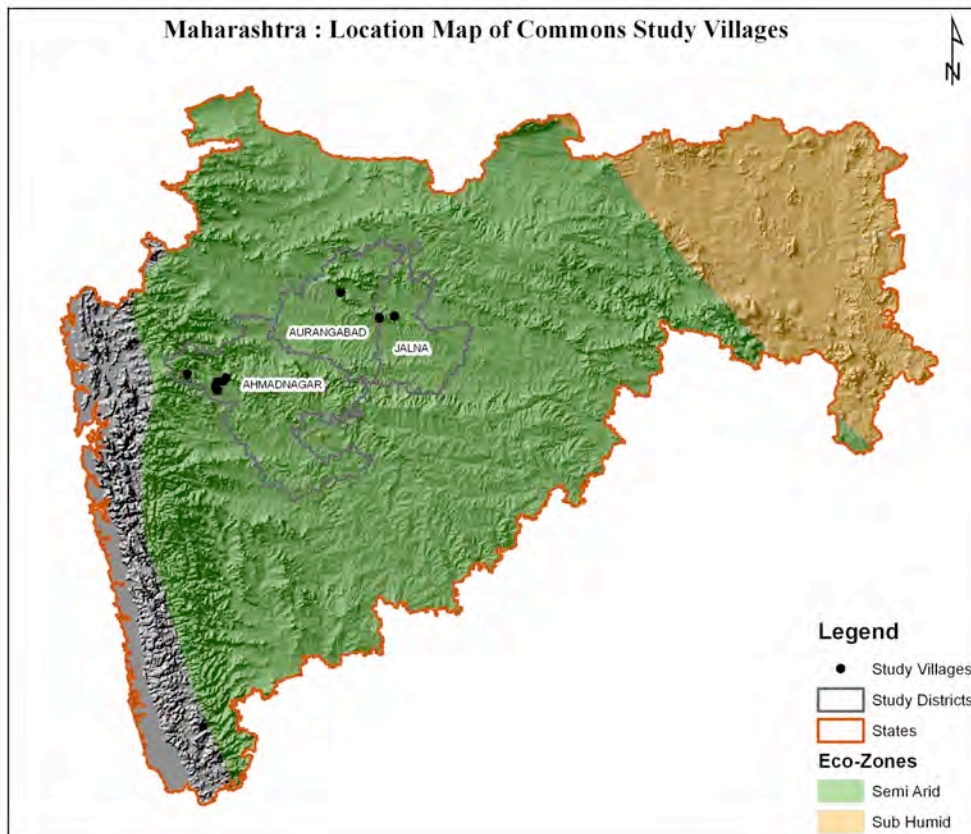 Maharashtra : Location Map of Commons Study Villages
N
AURANGABAD
JALNA
AHMADNAGAR
Legend
Study Villages
Study Districts
States
Eco-Zones
Semi Arid
Sub Humid